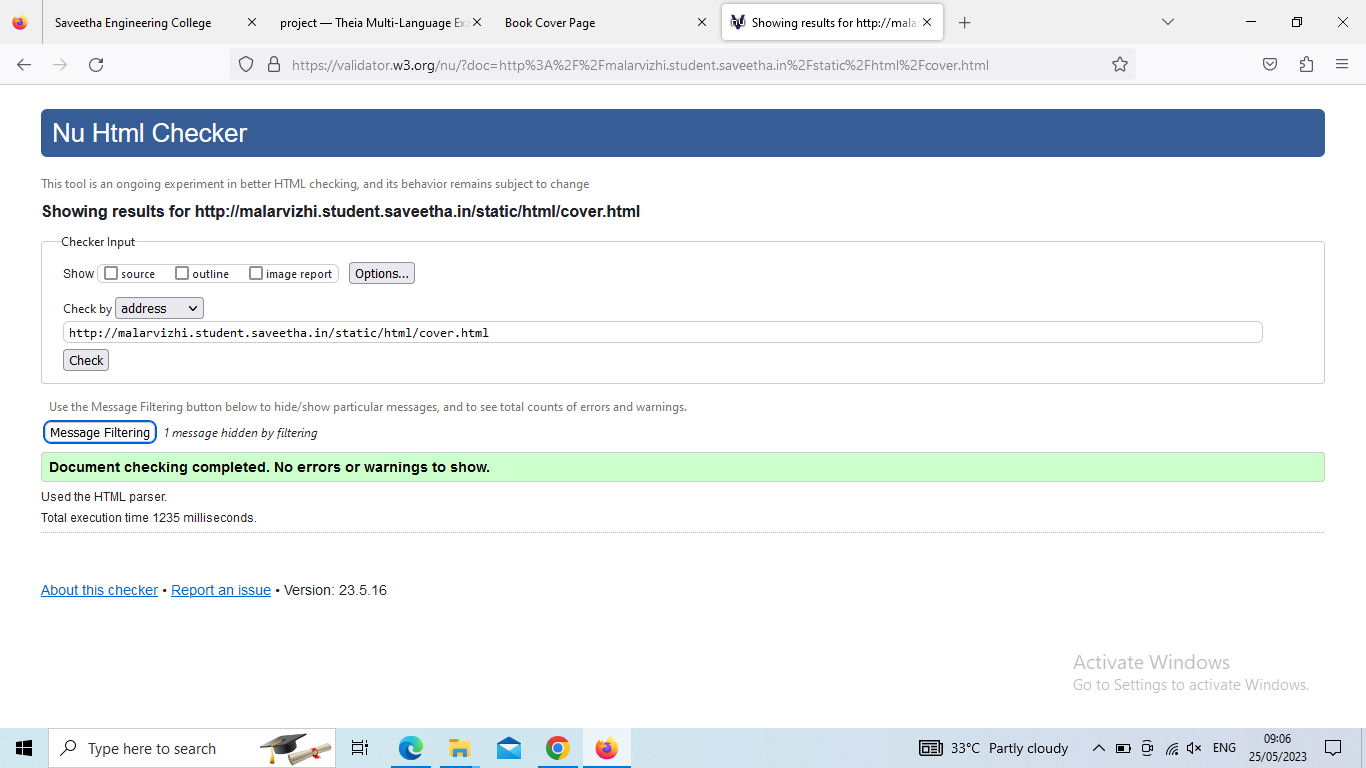 Saveetha Engineering College
project — Theia Multi-Language Exa
Book Cover Page
Showing results for http://mala
https://validator.w3.org/nu/?doc=http%3A%2F%2Fmalarvizhi.student.saveetha.in%2Fstatic%2Fhtml%2Fcover.html
Nu Html Checker
This tool is an ongoing experiment in better HTML checking, and its behavior remains subject to change
Showing results for http://malarvizhi.student.saveetha.in/static/html/cover.html
Checker Input
Show source outline image report Options...
Check by address
http://malarvizhi.student.saveetha.in/static/html/cover.html
Check
Use the Message Filtering button below to hide/show particular messages, and to see total counts of errors and warnings.
Message Filtering 1 message hidden by filtering
Document checking completed. No errors or warnings to show.
Used the HTML parser.
Total execution time 1235 milliseconds.
About this checker • Report an issue • Version: 23.5.16
Activate Windows
Go to Settings to activate Windows.
Type here to search
33°C Partly cloudy
ENG
09:06
25/05/2023